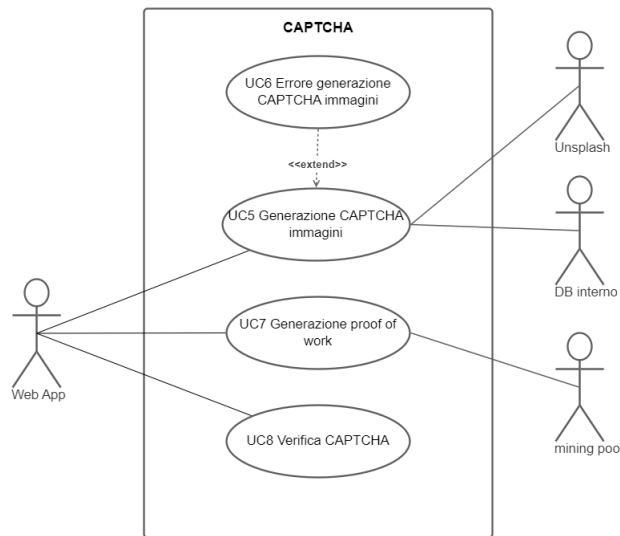 CAPTCHA
UC6 Errore generazione
CAPTCHA immagini
<<extend>>
UC5 Generazione CAPTCHA
immagini
UC7 Generazione proof of
work
UC8 Verifica CAPTCHA
Web App
Unsplash
DB interno
mining poo